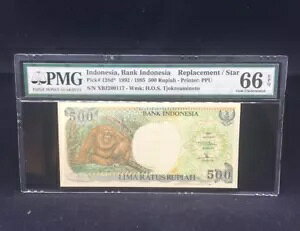 PMG
Indonesia, Bank Indonesia Replacement / Star
Pick# 128d* 1992 / 1995 500 Rupiah - Printer: PPU
S/N XBJ200117 - Wmk: H.O.S. Tjokroaminoto
66 EPQ
BANK INDONESIA
500
500
LIMA RATUS RUPIAH